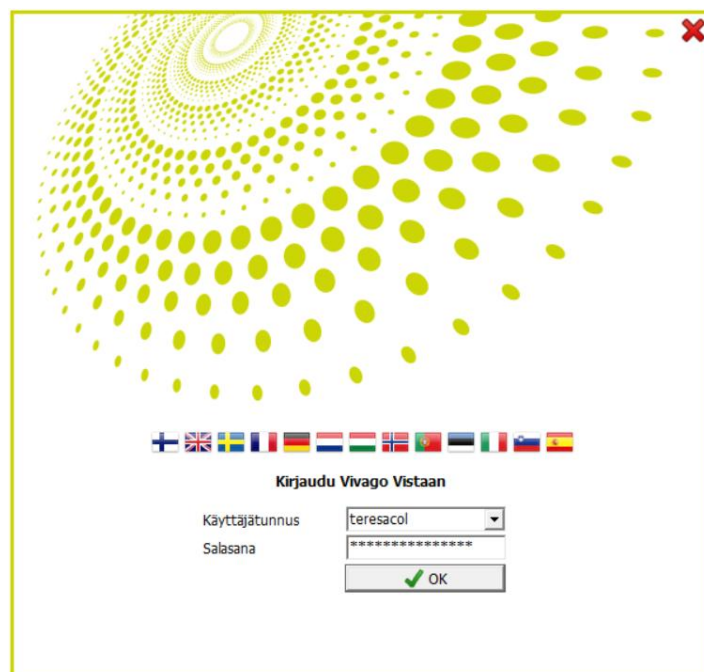 Kirjaudu Vivago Vistaan
Käyttäjätunnus teresacol
Salasana ***************
OK